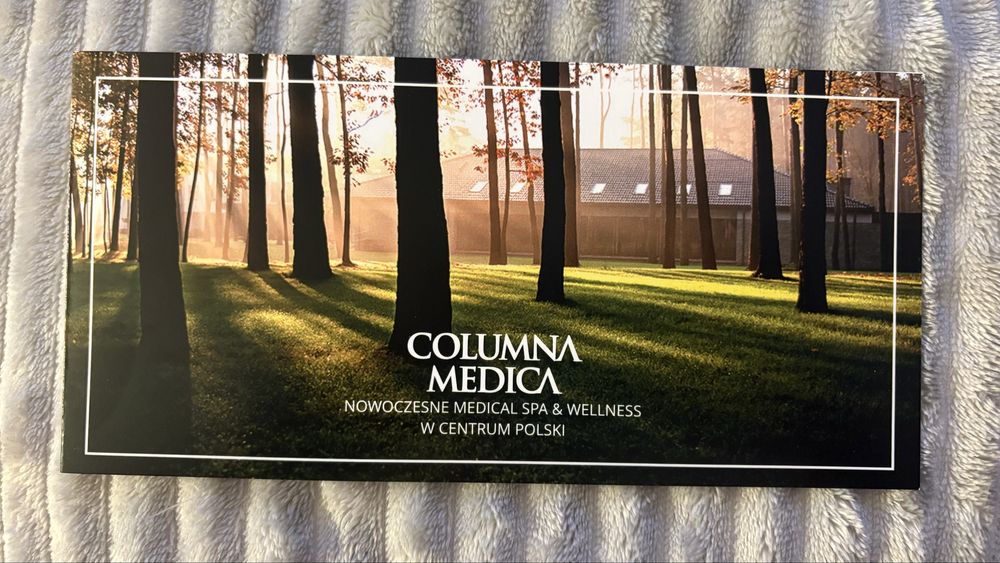 COLUMNA
MEDICA
NOWOCZESNE MEDICAL SPA & WELLNESS
W CENTRUM POLSKI